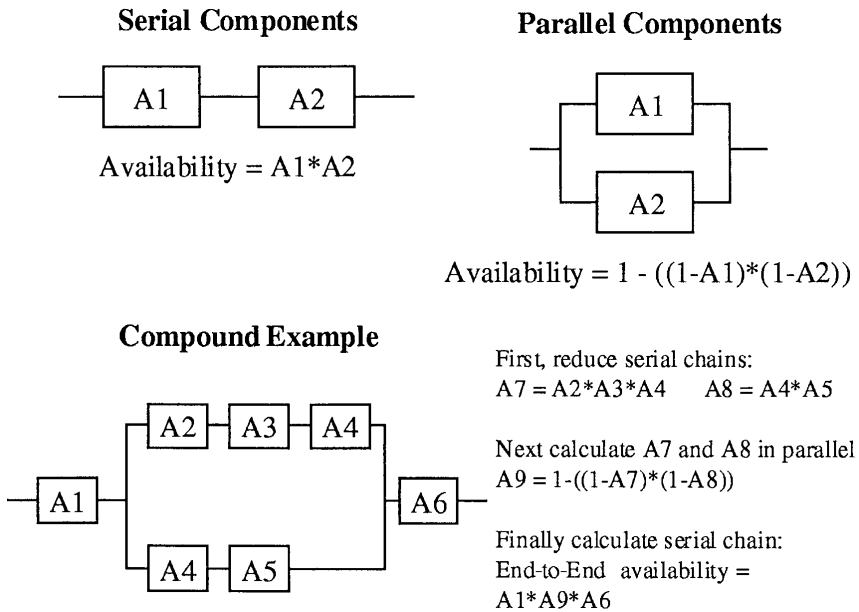 Serial Components
A1
A2
Availability = A1*A2
Parallel Components
A1
A2
Availability = 1 - ((1-A1)*(1-A2))
Compound Example
A2
A3
A4
A1
A6
A4
A5
First, reduce serial chains:
A7 = A2*A3*A4 A8 = A4*A5
Next calculate A7 and A8 in parallel
A9 = 1-((1-A7)*(1-A8))
Finally calculate serial chain:
End-to-End availability =
A1*A9*A6